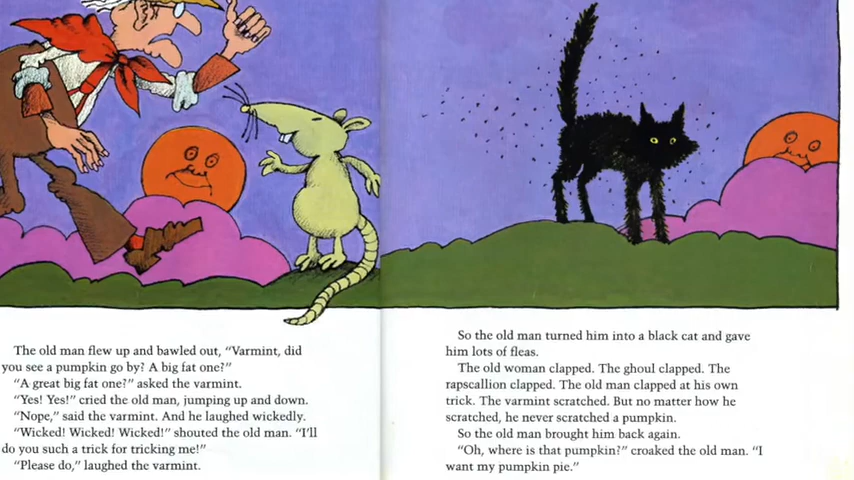 The old man flew up and bawled out, “Varmint, did
you see a pumpkin go by? A big fat one?”
“A great big fat one?” asked the varmint.
“Yes! Yes!” cried the old man, jumping up and down.
“Nope,” said the varmint. And he laughed wickedly.
“Wicked! Wicked! Wicked!” shouted the old man. “I’ll
do you such a trick for tricking me!”
“Please do,” laughed the varmint.
So the old man turned him into a black cat and gave
him lots of fleas.
The old woman clapped. The ghoul clapped. The
rapscallion clapped. The old man clapped at his own
trick. The varmint scratched. But no matter how he
scratched, he never scratched a pumpkin.
So the old man brought him back again.
“Oh, where is that pumpkin?” croaked the old man. “I
want my pumpkin pie.”